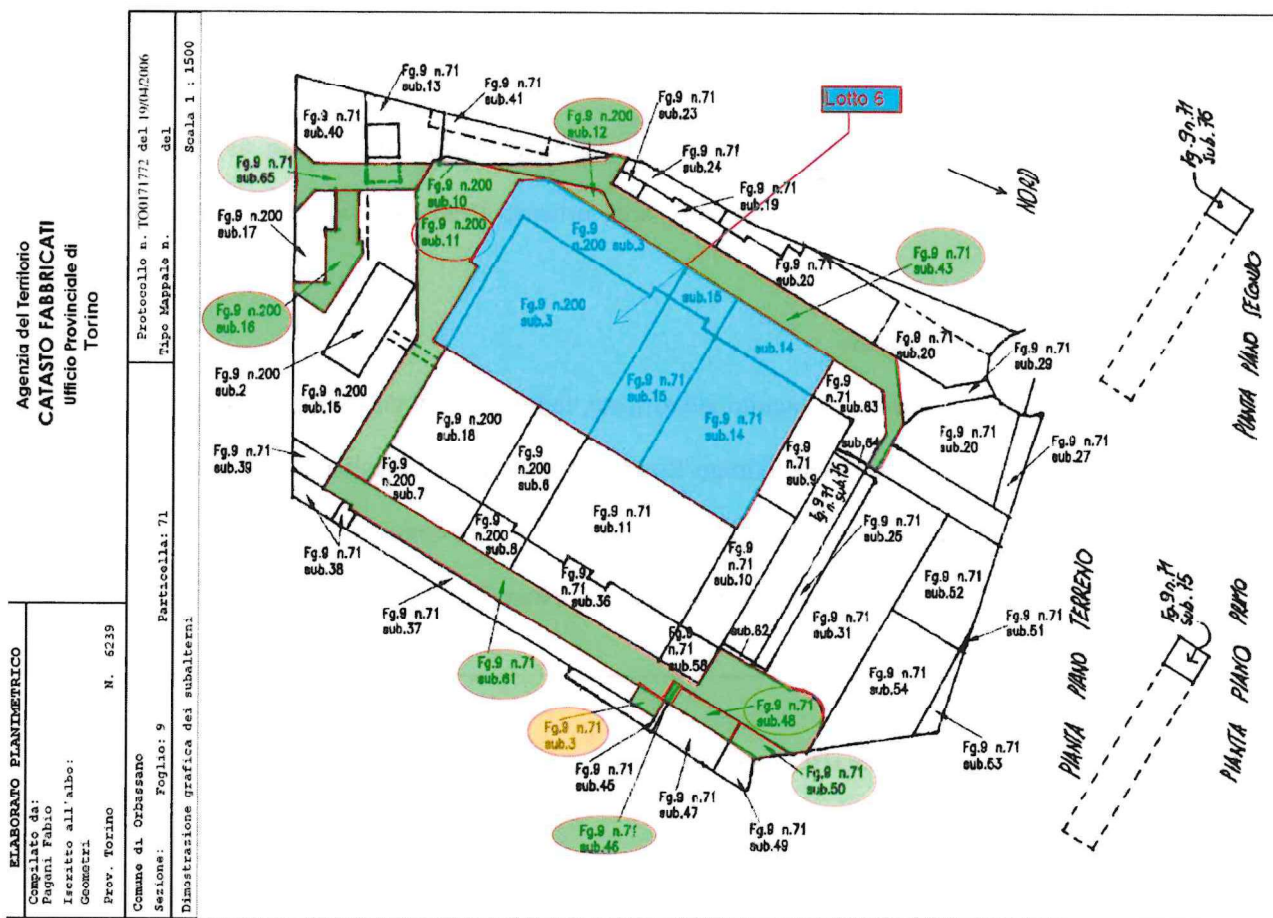 ELABORATO PLANIMETRICO
Compilato da:
Pagani Fabio
Iscritto all'albo:
Geometri
Prov. Torino N. 6239
Agenzia del Territorio
CATASTO FABBRICATI
Ufficio Provinciale di
Torino
Comune di Orbassano
Sezione: Foglio: 9 Particella: 71
Protocollo n. TO0171772 del 19/04/2006
Tipo Mappale n. del
Dimostrazione grafica dei subalterni Scala 1 : 1500
Fg.9 n.71
sub.13
Fg.9 n.71
sub.41
Fg.9 n.71
sub.40
Fg.9 n.200
sub.12
Fg.9 n.71
sub.23
Lotto 6
Fg.9 n.71
sub.24
Fg.9 n.71
sub.65
Fg.9 n.200
sub.10
Fg.9 n.71
sub.19
NORD
Fg.9 n.200
sub.17
Fg.9 n.200
sub.11
Fg.9
n.200 sub.3
Fg.9 n.71
sub.43
Fg.9 n.71
sub.20
Fg.9 n.200
sub.16
Fg.9 n.200
sub.3
sub.15
sub.14
Fg.9 n.71
sub.20
Fg.9 n.71
sub.29
Fg.9 n.200
sub.2
Fg.9 n.200
sub.15
Fg.9 n.71
sub.15
Fg.9 n.71
sub.14
Fg.9
n.71
sub.63
Fg.9 n.200
sub.18
Fg.9 n.71
sub.39
Fg.9
n.200
sub.7
Fg.9
n.200
sub.6
Fg.9
n.71
sub.9
sub.64
Fg.9 n.71
sub.75
Fg.9 n.71
sub.20
Fg.9 n.71
sub.27
Fg.9
n.200
sub.8
Fg.9 n.71
sub.11
Fg.9 n.71
sub.25
Fg.9 n.71
sub.38
Fg.9
n.71
sub.10
Fg.9 n.71
sub.52
Fg.9
n.71
sub.36
Fg.9 n.71
sub.37
Fg.9 n.71
sub.51
Fg.9
n.71
sub.58
sub.62
Fg.9 n.71
sub.31
Fg.9 n.71
sub.61
Fg.9 n.71
sub.54
Fg.9 n.71
sub.3
Fg.9 n.71
sub.48
Fg.9 n.71
sub.53
Fg.9 n.71
sub.45
Fg.9 n.71
sub.50
Fg.9 n.71
sub.47
Fg.9 n.71
sub.46
Fg.9 n.71
sub.49
Fg.9 n.71
sub.76
PIANTA PIANO SECONDO
PIANTA PIANO TERRENO
Fg.9 n.71
sub.75
PIANTA PIANO PRIMO